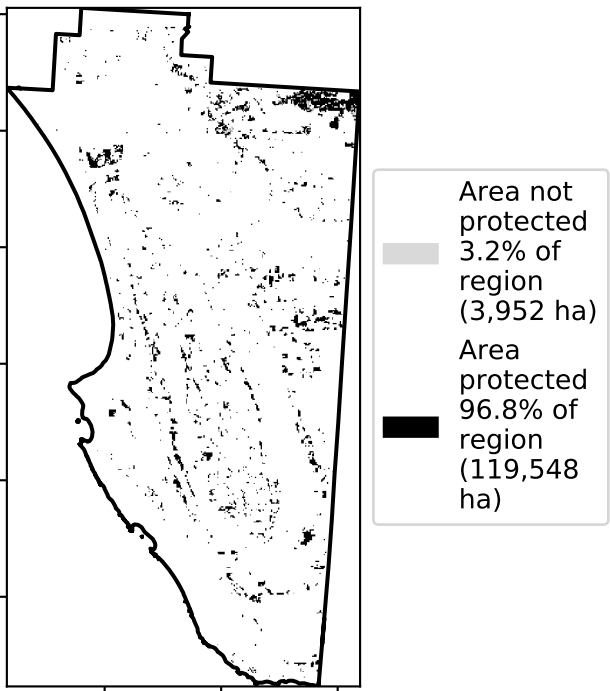 Area not
protected
3.2% of
region
(3,952 ha)
Area
protected
96.8% of
region
(119,548
ha)